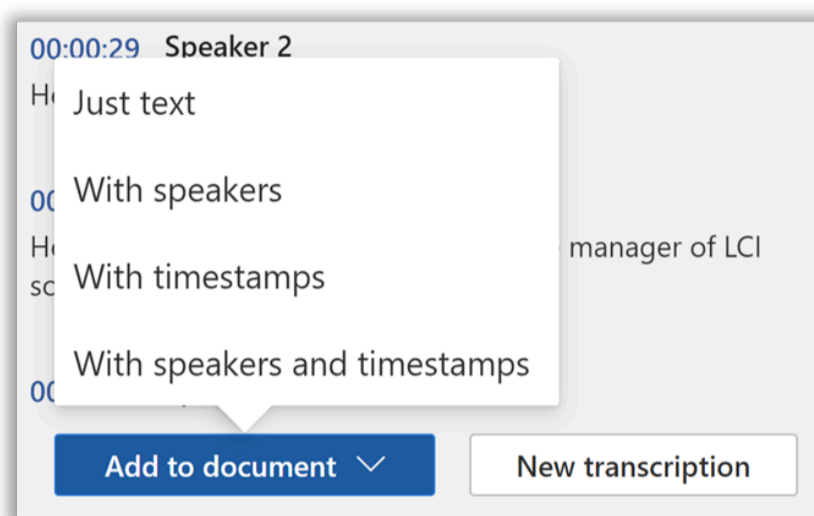 00:00:29 Speaker 2
Just text
With speakers
manager of LCI
With timestamps
With speakers and timestamps
Add to document
New transcription